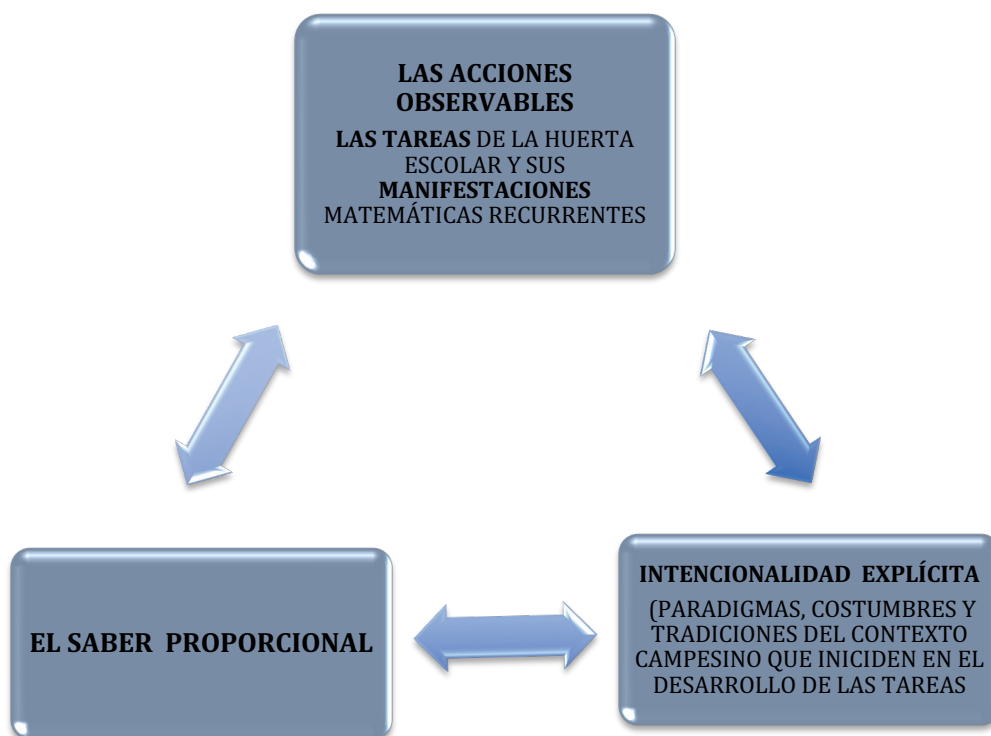 LAS ACCIONES
OBSERVABLES
LAS TAREAS DE LA HUERTA
ESCOLAR Y SUS
MANIFESTACIONES
MATEMÁTICAS RECURRENTES
EL SABER PROPORCIONAL
INTENCIONALIDAD EXPLÍCITA
(PARADIGMAS, COSTUMBRES Y
TRADICIONES DEL CONTEXTO
CAMPESINO QUE INICIDEN EN EL
DESARROLLO DE LAS TAREAS